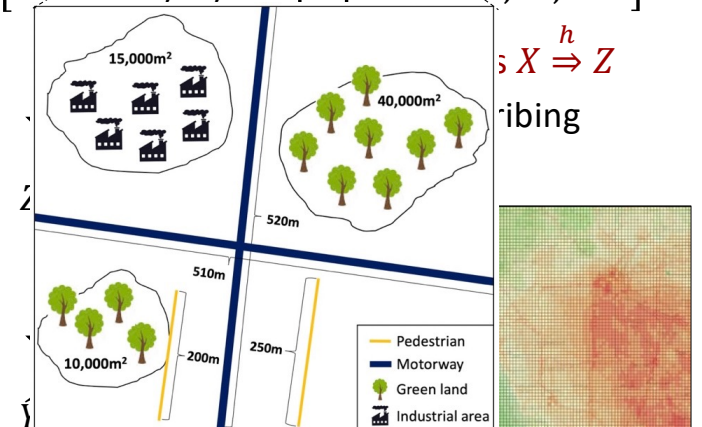 h
X ⇒ Z
15,000m²
40,000m²
ribing
520m
510m
Pedestrian
250m
200m
Motorway
10,000m²
Green land
Industrial area